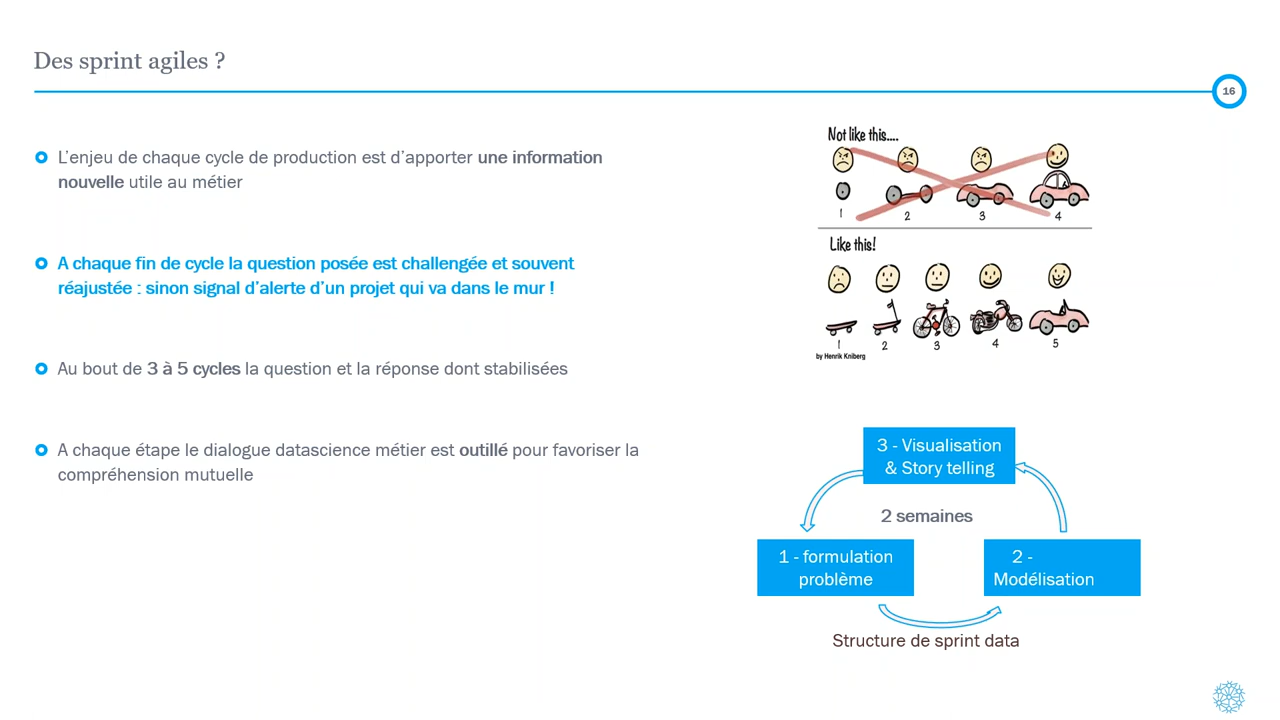 Des sprint agiles ?
16
L'enjeu de chaque cycle de production est d'apporter une information
nouvelle utile au métier
A chaque fin de cycle la question posée est challengée et souvent
réajustée : sinon signal d'alerte d'un projet qui va dans le mur !
Au bout de 3 à 5 cycles la question et la réponse dont stabilisées
A chaque étape le dialogue datascience métier est outillé pour favoriser la
compréhension mutuelle
Not like this....
1 2 3 4
Like this!
1 2 3 4 5
by Henrik Kniberg
3 - Visualisation
& Story telling
2 semaines
1 - formulation
problème
2 -
Modélisation
Structure de sprint data